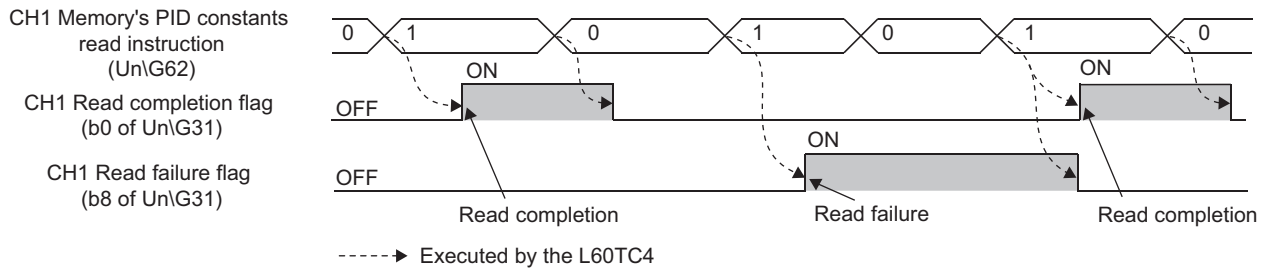 CH1 Memory's PID constants
read instruction
(Un\G62)
0 1 0 1 0 1 0
ON
ON
CH1 Read completion flag
(b0 of Un\G31)
OFF
ON
CH1 Read failure flag
(b8 of Un\G31)
OFF
Read completion
Read failure
Read completion
Executed by the L60TC4